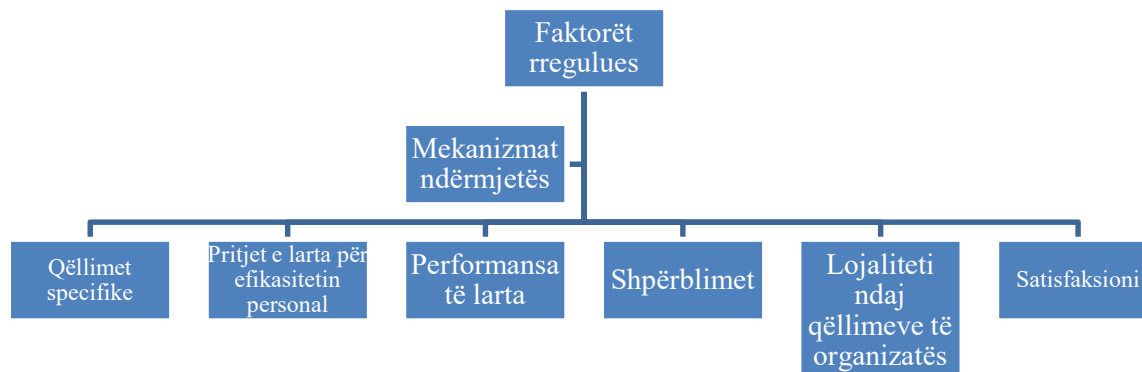 Faktorët
rregulues
Mekanizmat
ndërmjetës
Qëllimet
specifike
Pritjet e larta për
efikasitetin
personal
Performansa
të larta
Shpërblimet
Lojaliteti
ndaj
qëllimeve të
organizatës
Satisfaksioni